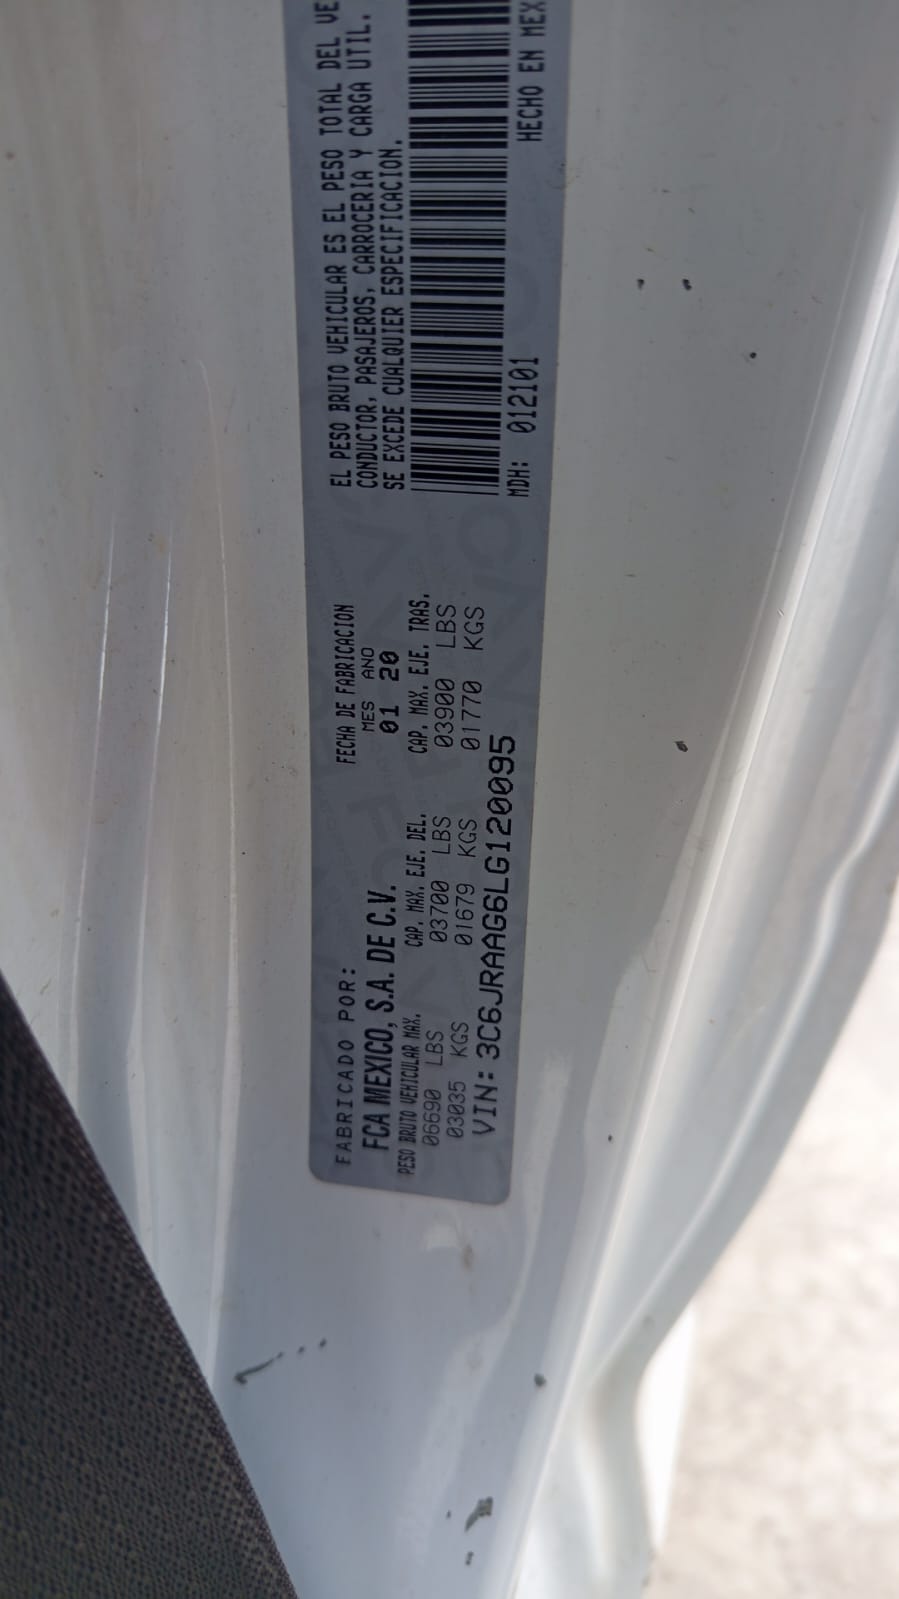 FABRICADO POR:
FCA MEXICO, S.A. DE C.V.
FECHA DE FABRICACION
MES ANO
01 20
PESO BRUTO VEHICULAR MAX.
06690 LBS
03035 KGS
CAP. MAX. EJE. DEL.
03700 LBS
01679 KGS
CAP. MAX. EJE. TRAS.
03900 LBS
01770 KGS
VIN: 3C6JRAAG6LG120095
EL PESO BRUTO VEHICULAR ES EL PESO TOTAL DEL VE
CONDUCTOR, PASAJEROS, CARROCERIA Y CARGA UTIL.
SE EXCEDE CUALQUIER ESPECIFICACION.
MDH: 012101
HECHO EN MEX